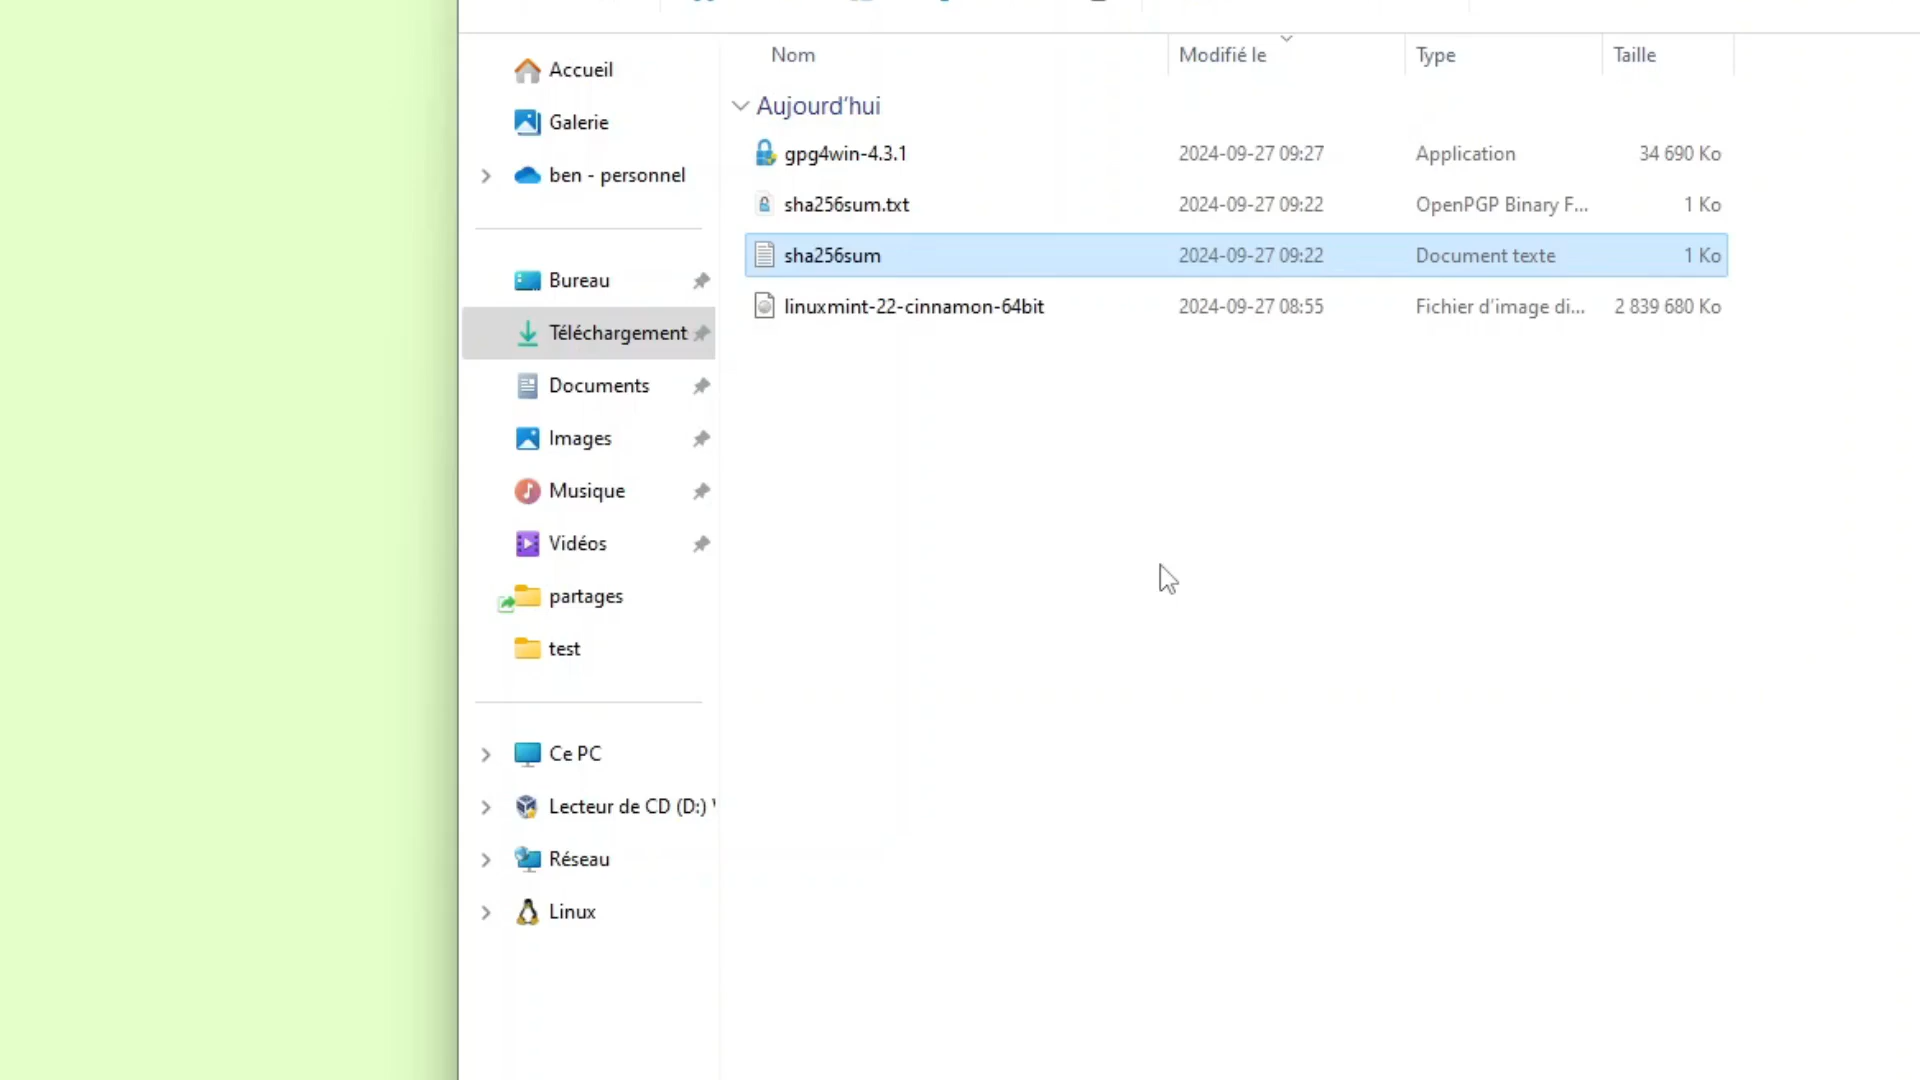 Nom Modifié le Type Taille
Aujourd'hui
gpg4win-4.3.1 2024-09-27 09:27 Application 34 690 Ko
sha256sum.txt 2024-09-27 09:22 OpenPGP Binary F... 1 Ko
sha256sum 2024-09-27 09:22 Document texte 1 Ko
linuxmint-22-cinnamon-64bit 2024-09-27 08:55 Fichier d'image di... 2 839 680 Ko
Accueil
Galerie
ben - personnel
Bureau
Téléchargement
Documents
Images
Musique
Vidéos
partages
test
Ce PC
Lecteur de CD (D:)
Réseau
Linux